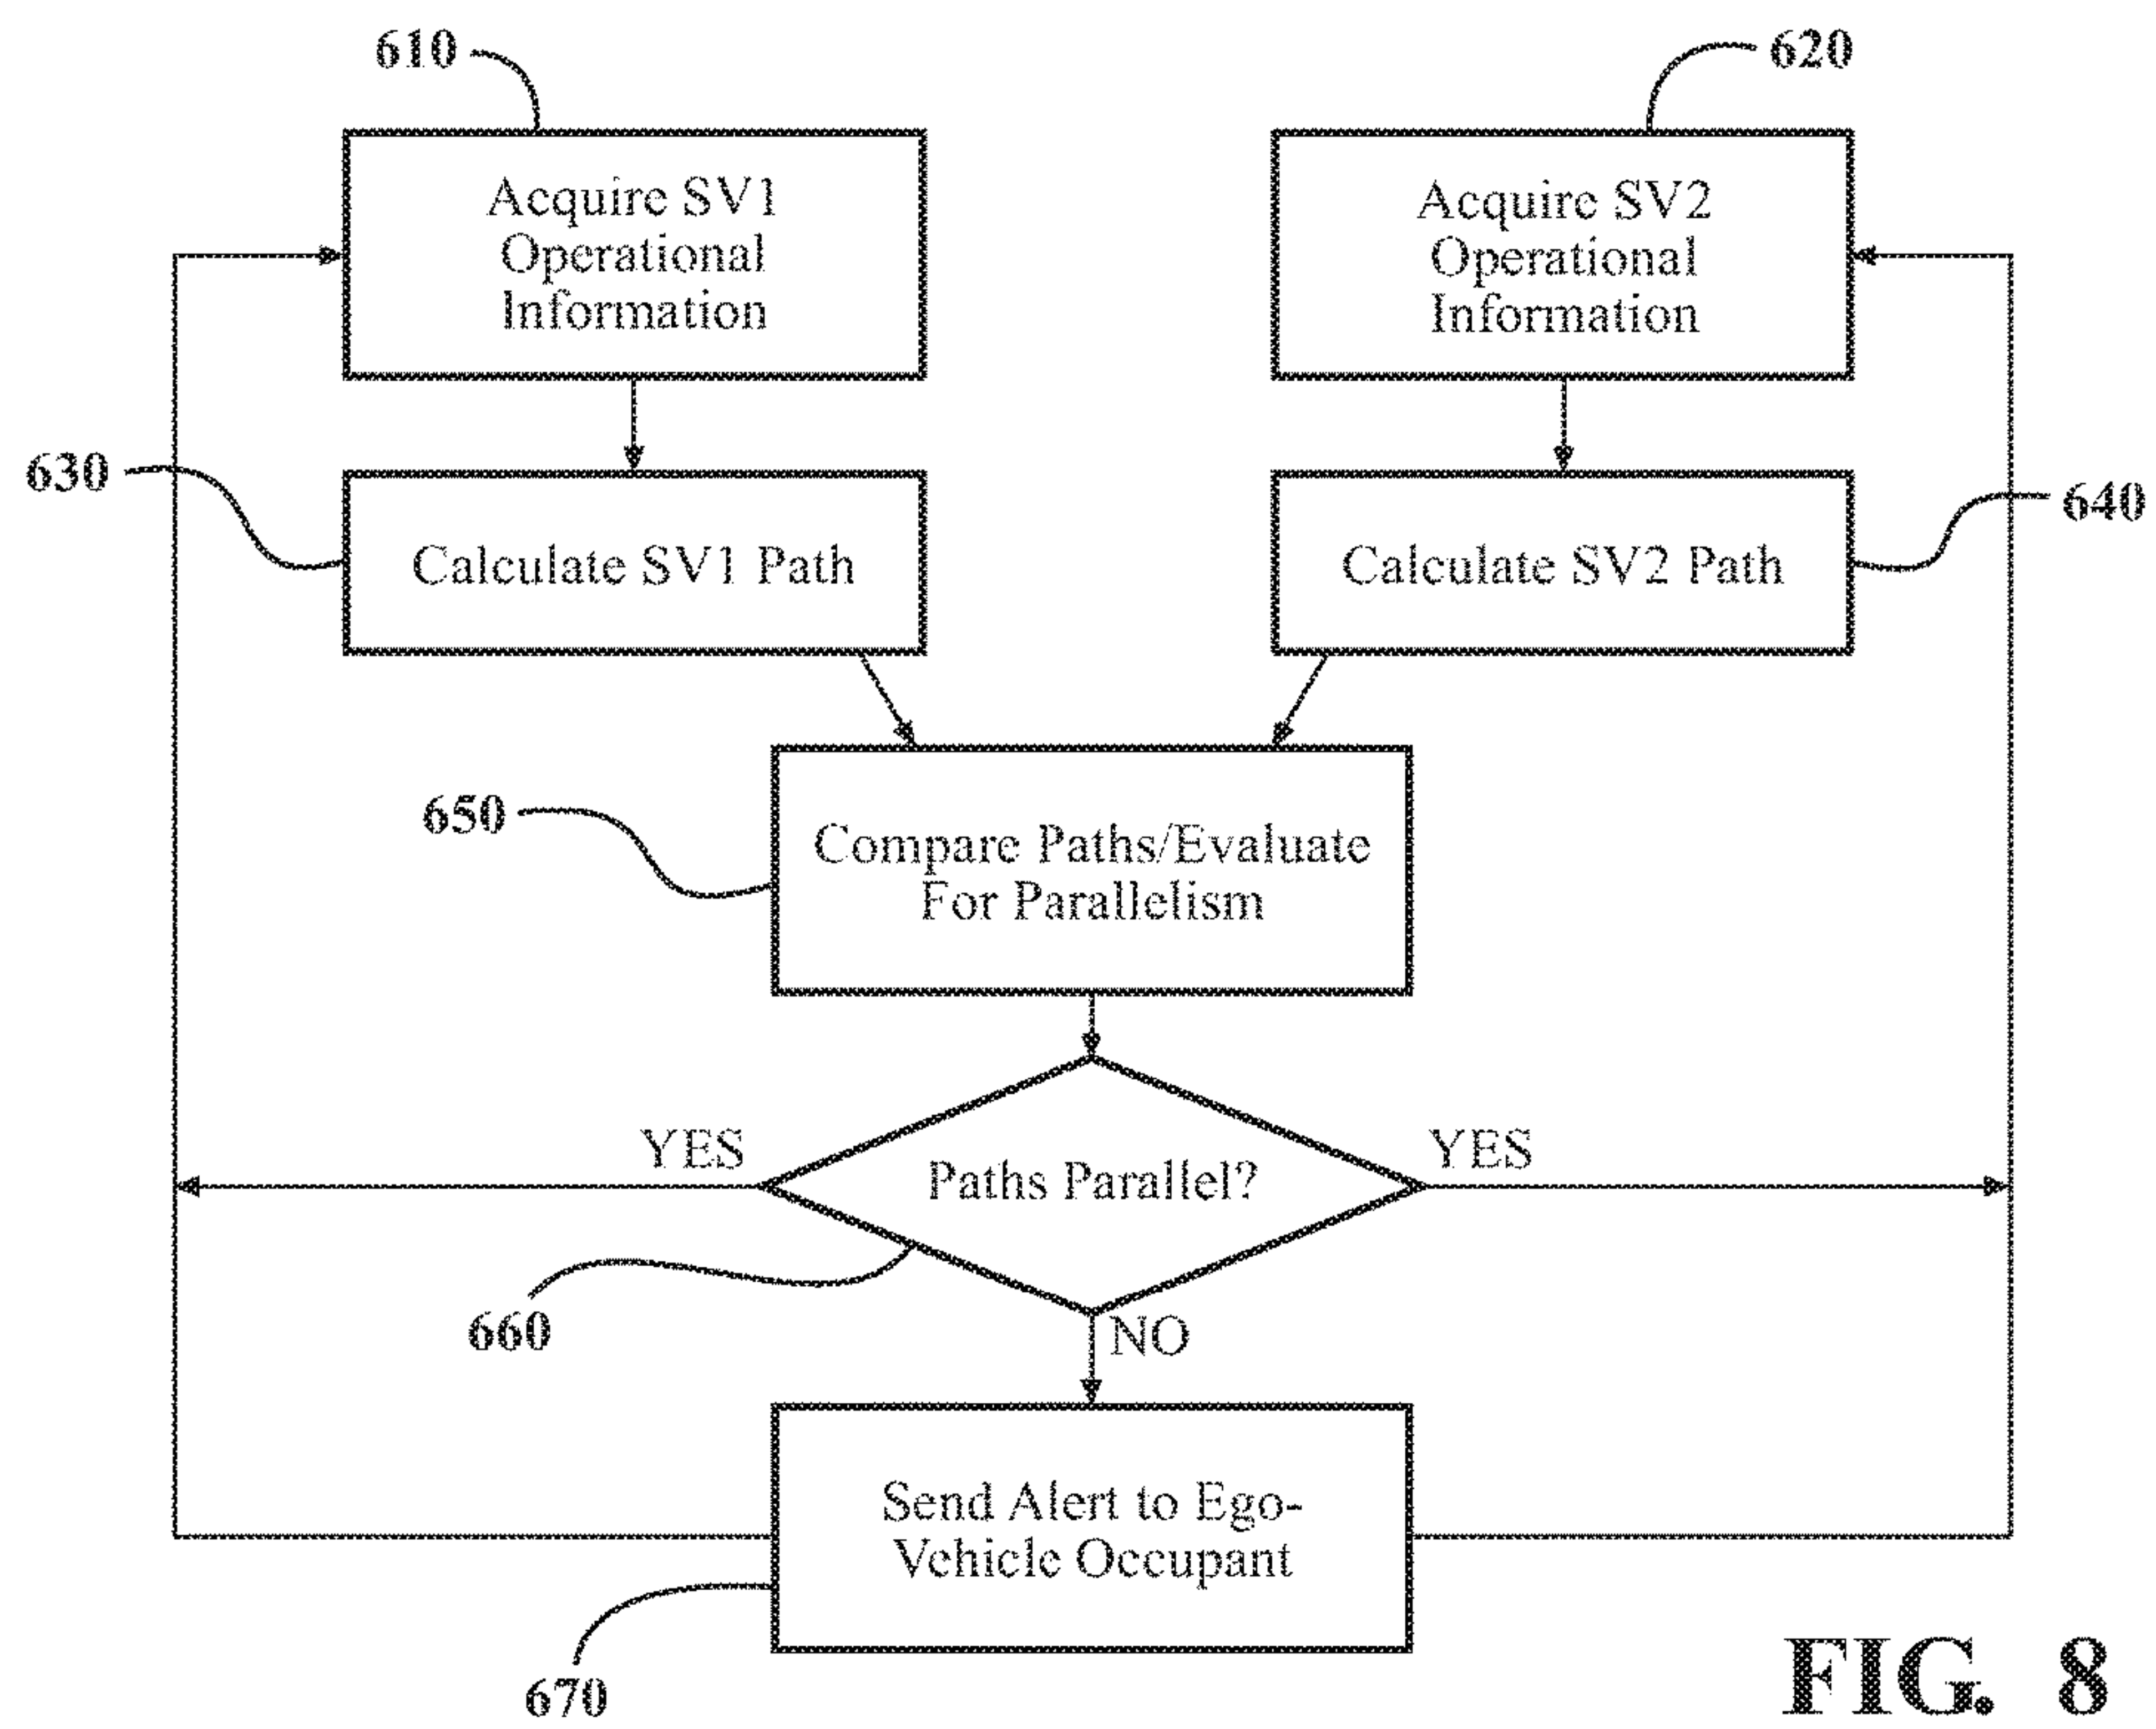 610
620
Acquire SV1
Operational
Information
Acquire SV2
Operational
Information
630
Calculate SV1 Path
Calculate SV2 Path
640
650
Compare Paths/Evaluate
For Parallelism
YES
Paths Parallel?
YES
660
NO
Send Alert to Ego-
Vehicle Occupant
670
FIG. 8